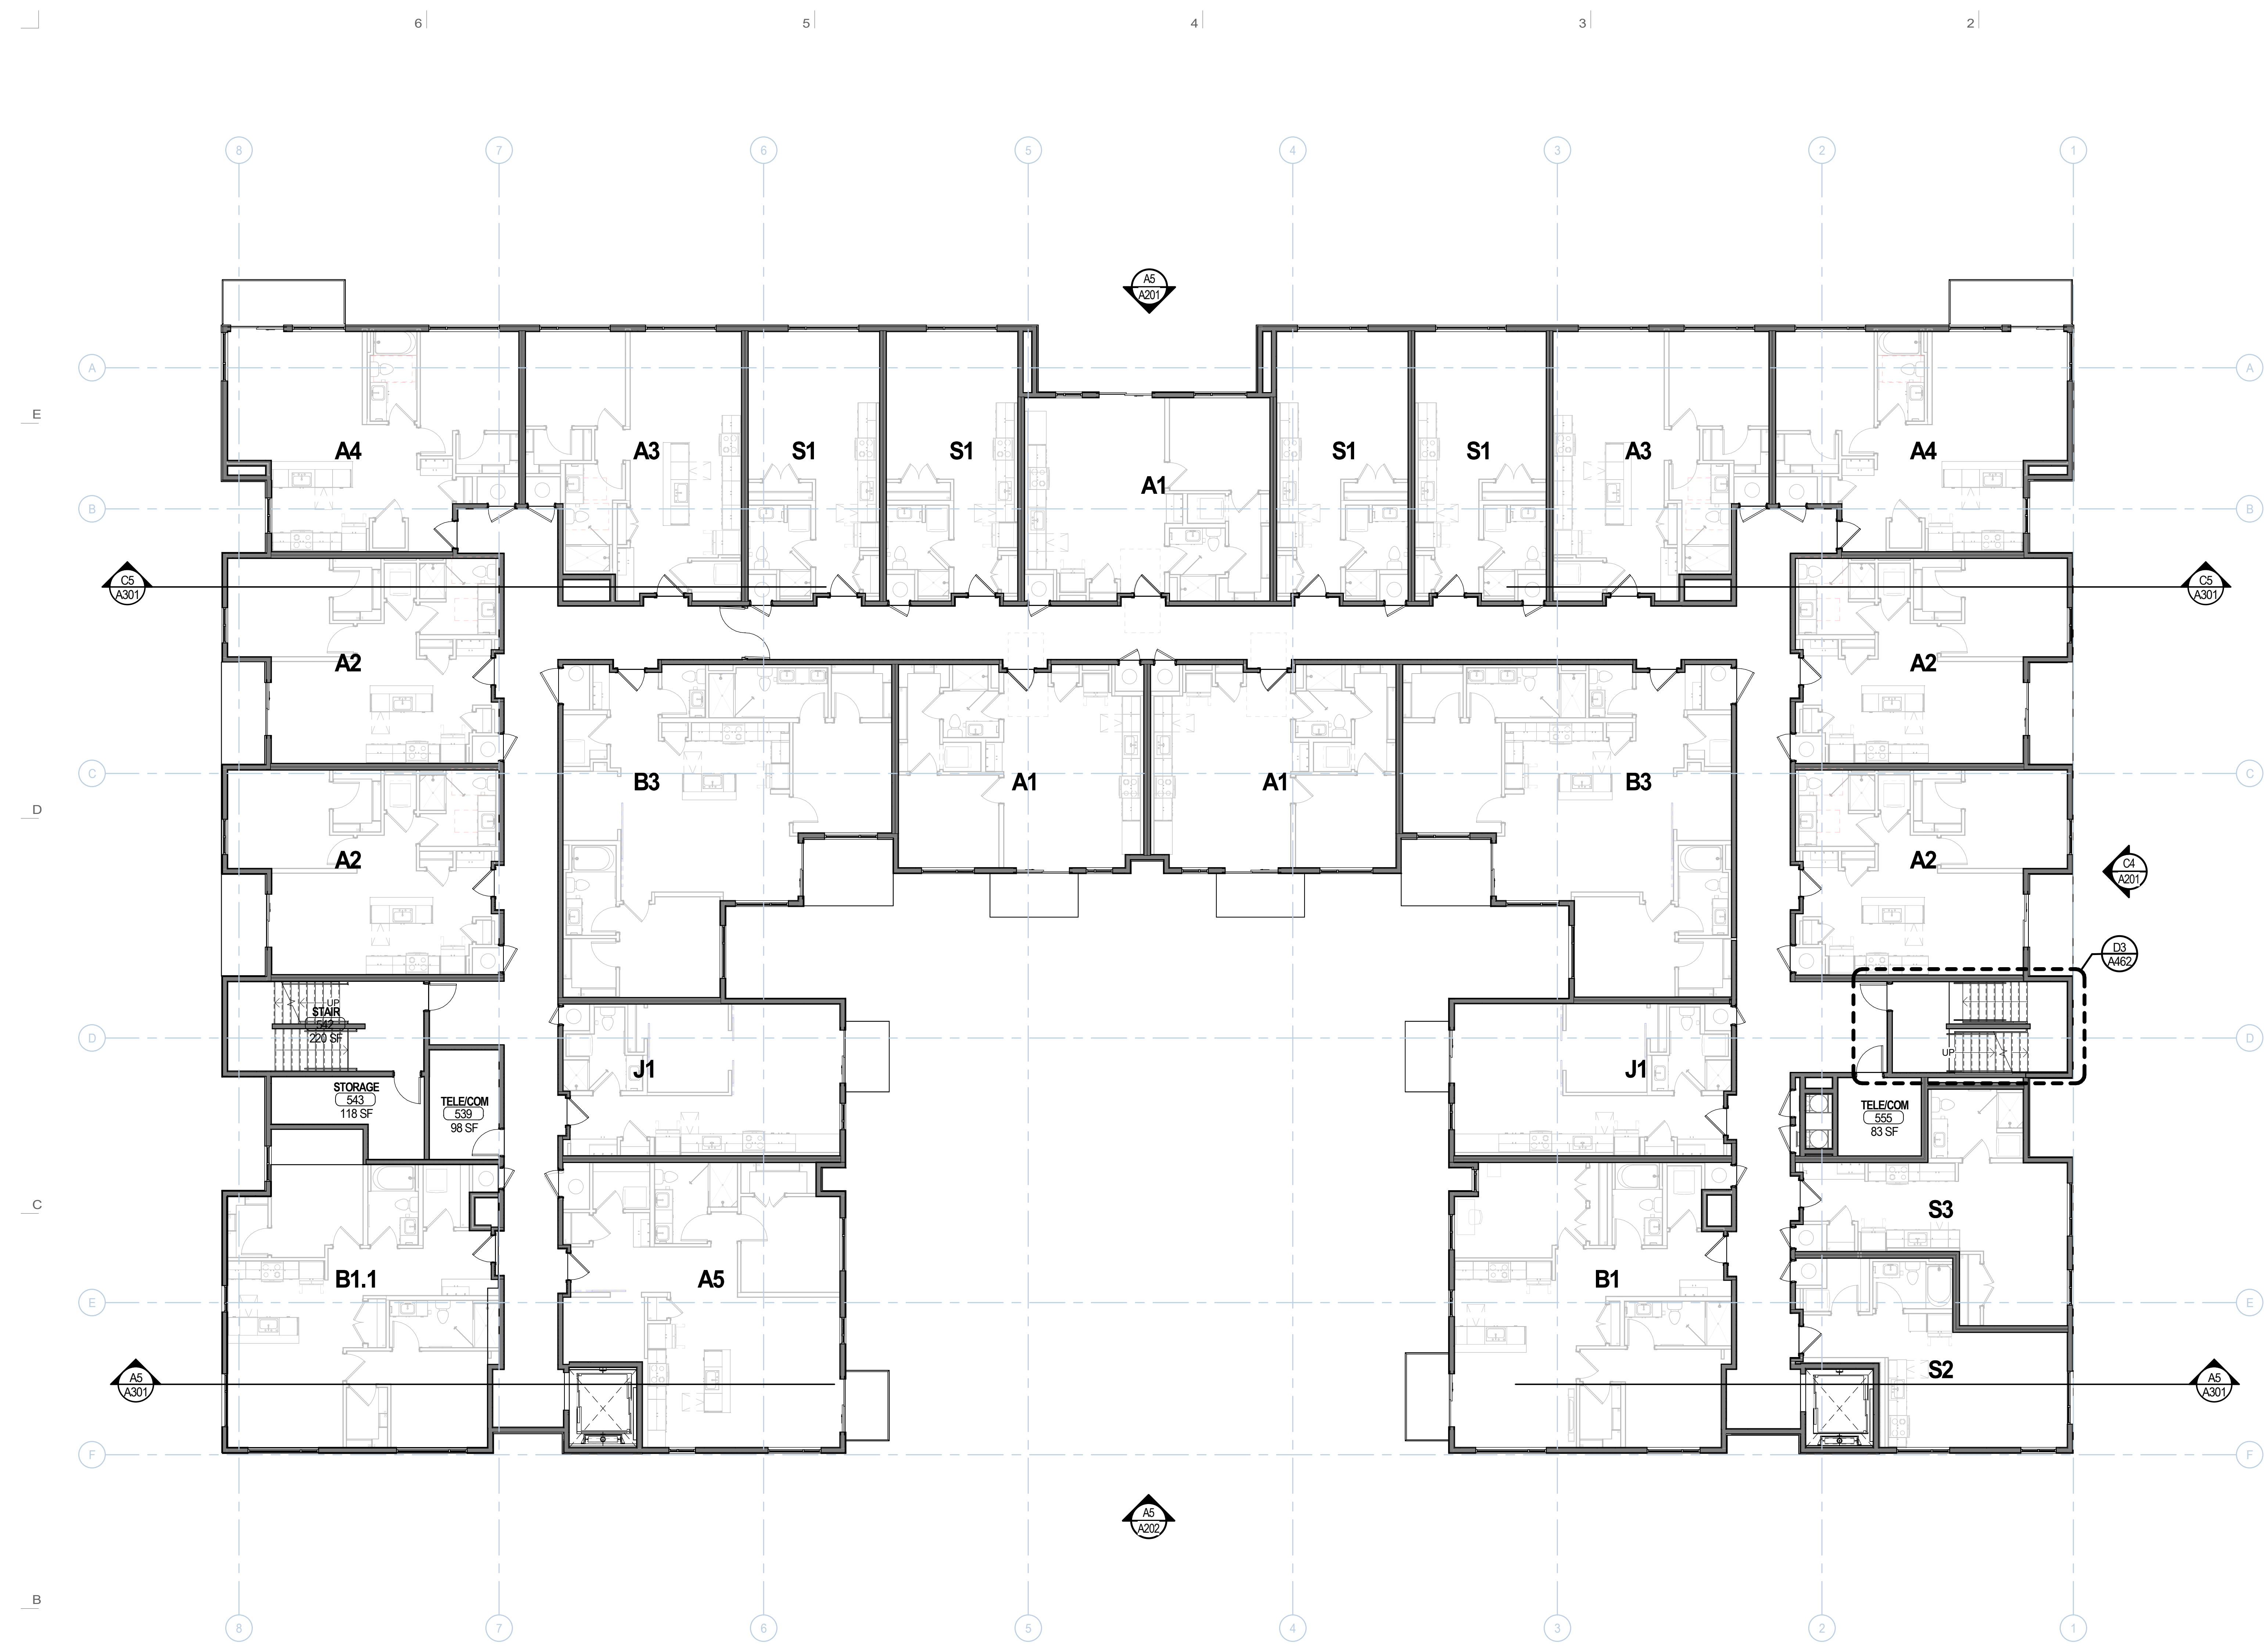 6 5 4 3 2
8 7 6 5 4 3 2 1
A5
A201
A A
E
A4 A3 S1 S1 S1 S1 A3 A4
A1
B B
C5
A301
C5
A301
A2 A2
C C
B3 A1 A1 B3
D
A2 A2
C4
A201
D3
A462
UP
STAIR
542
220 SF
D D
UP
J1 J1
STORAGE
543
118 SF
TELE/COM
539
98 SF
TELE/COM
555
83 SF
C
S3
B1.1 A5 B1
E E
S2
A5
A301
A5
A301
F F
A5
A202
B
8 7 6 5 4 3 2 1